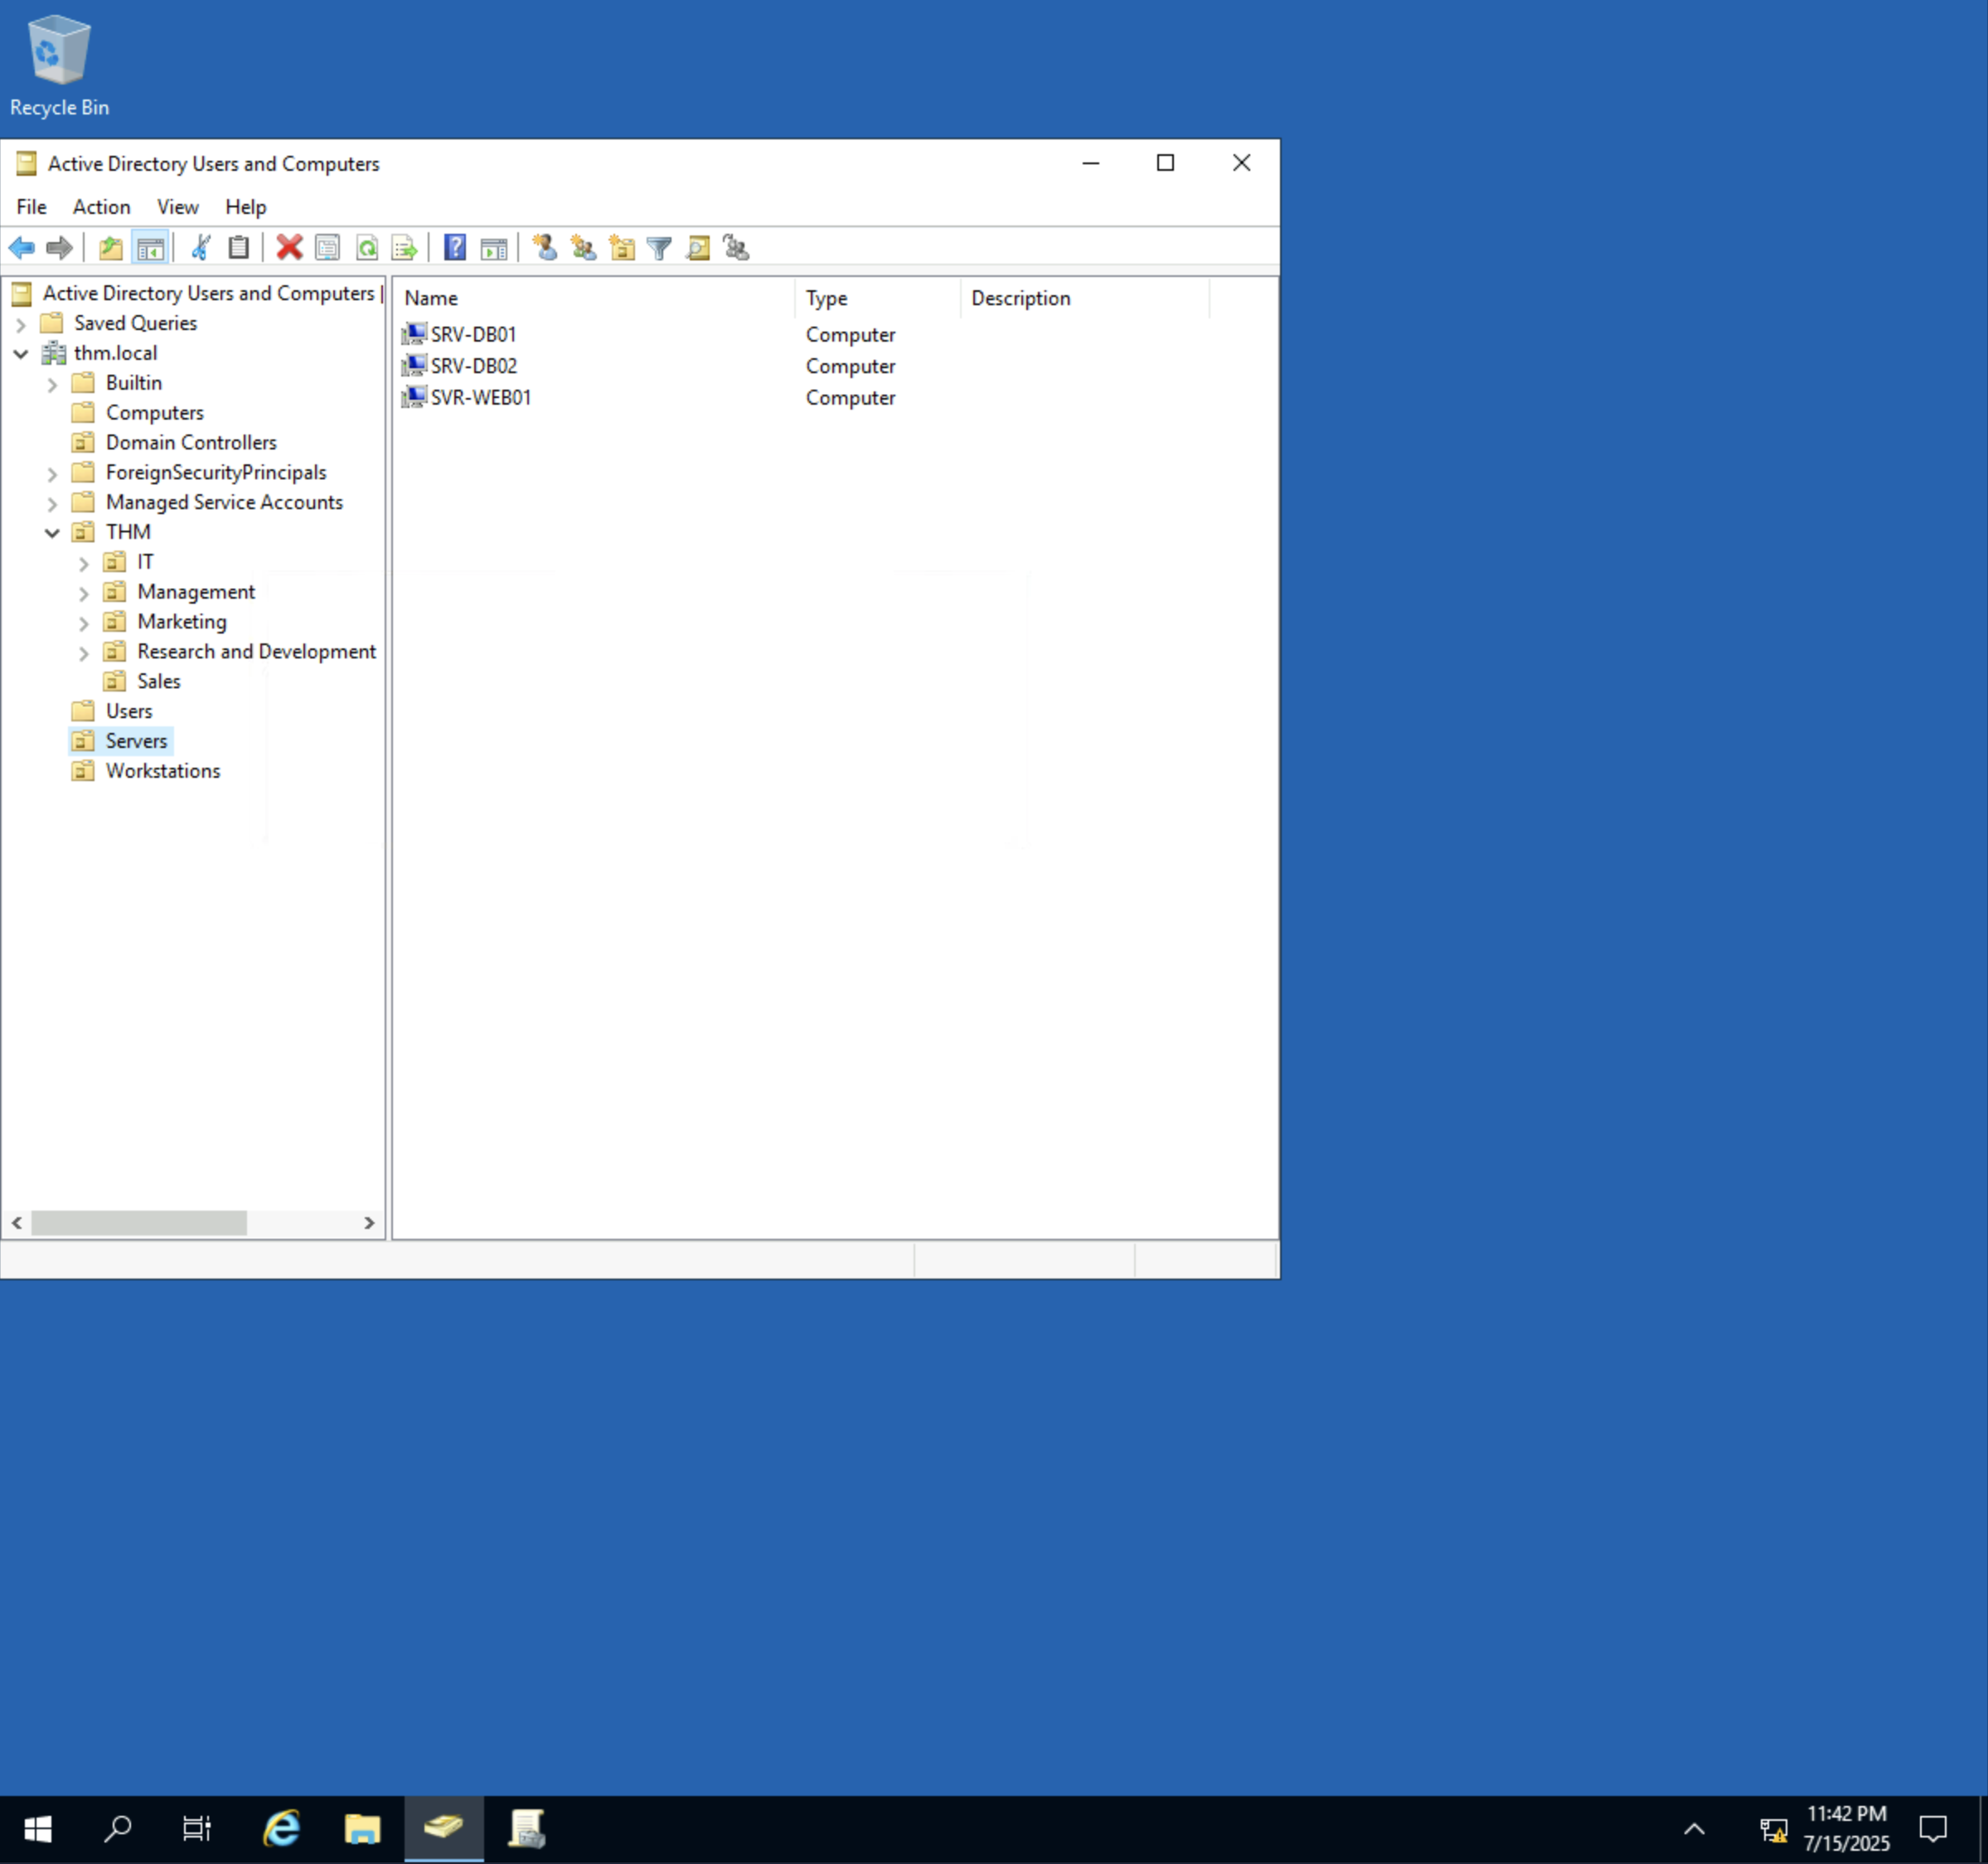 Recycle Bin
Active Directory Users and Computers
File Action View Help
Active Directory Users and Computers [
Name Type Description
Saved Queries
SRV-DB01 Computer
thm.local
SRV-DB02 Computer
Builtin
SVR-WEB01 Computer
Computers
Domain Controllers
ForeignSecurityPrincipals
Managed Service Accounts
THM
IT
Management
Marketing
Research and Development
Sales
Users
Servers
Workstations
11:42 PM
7/15/2025